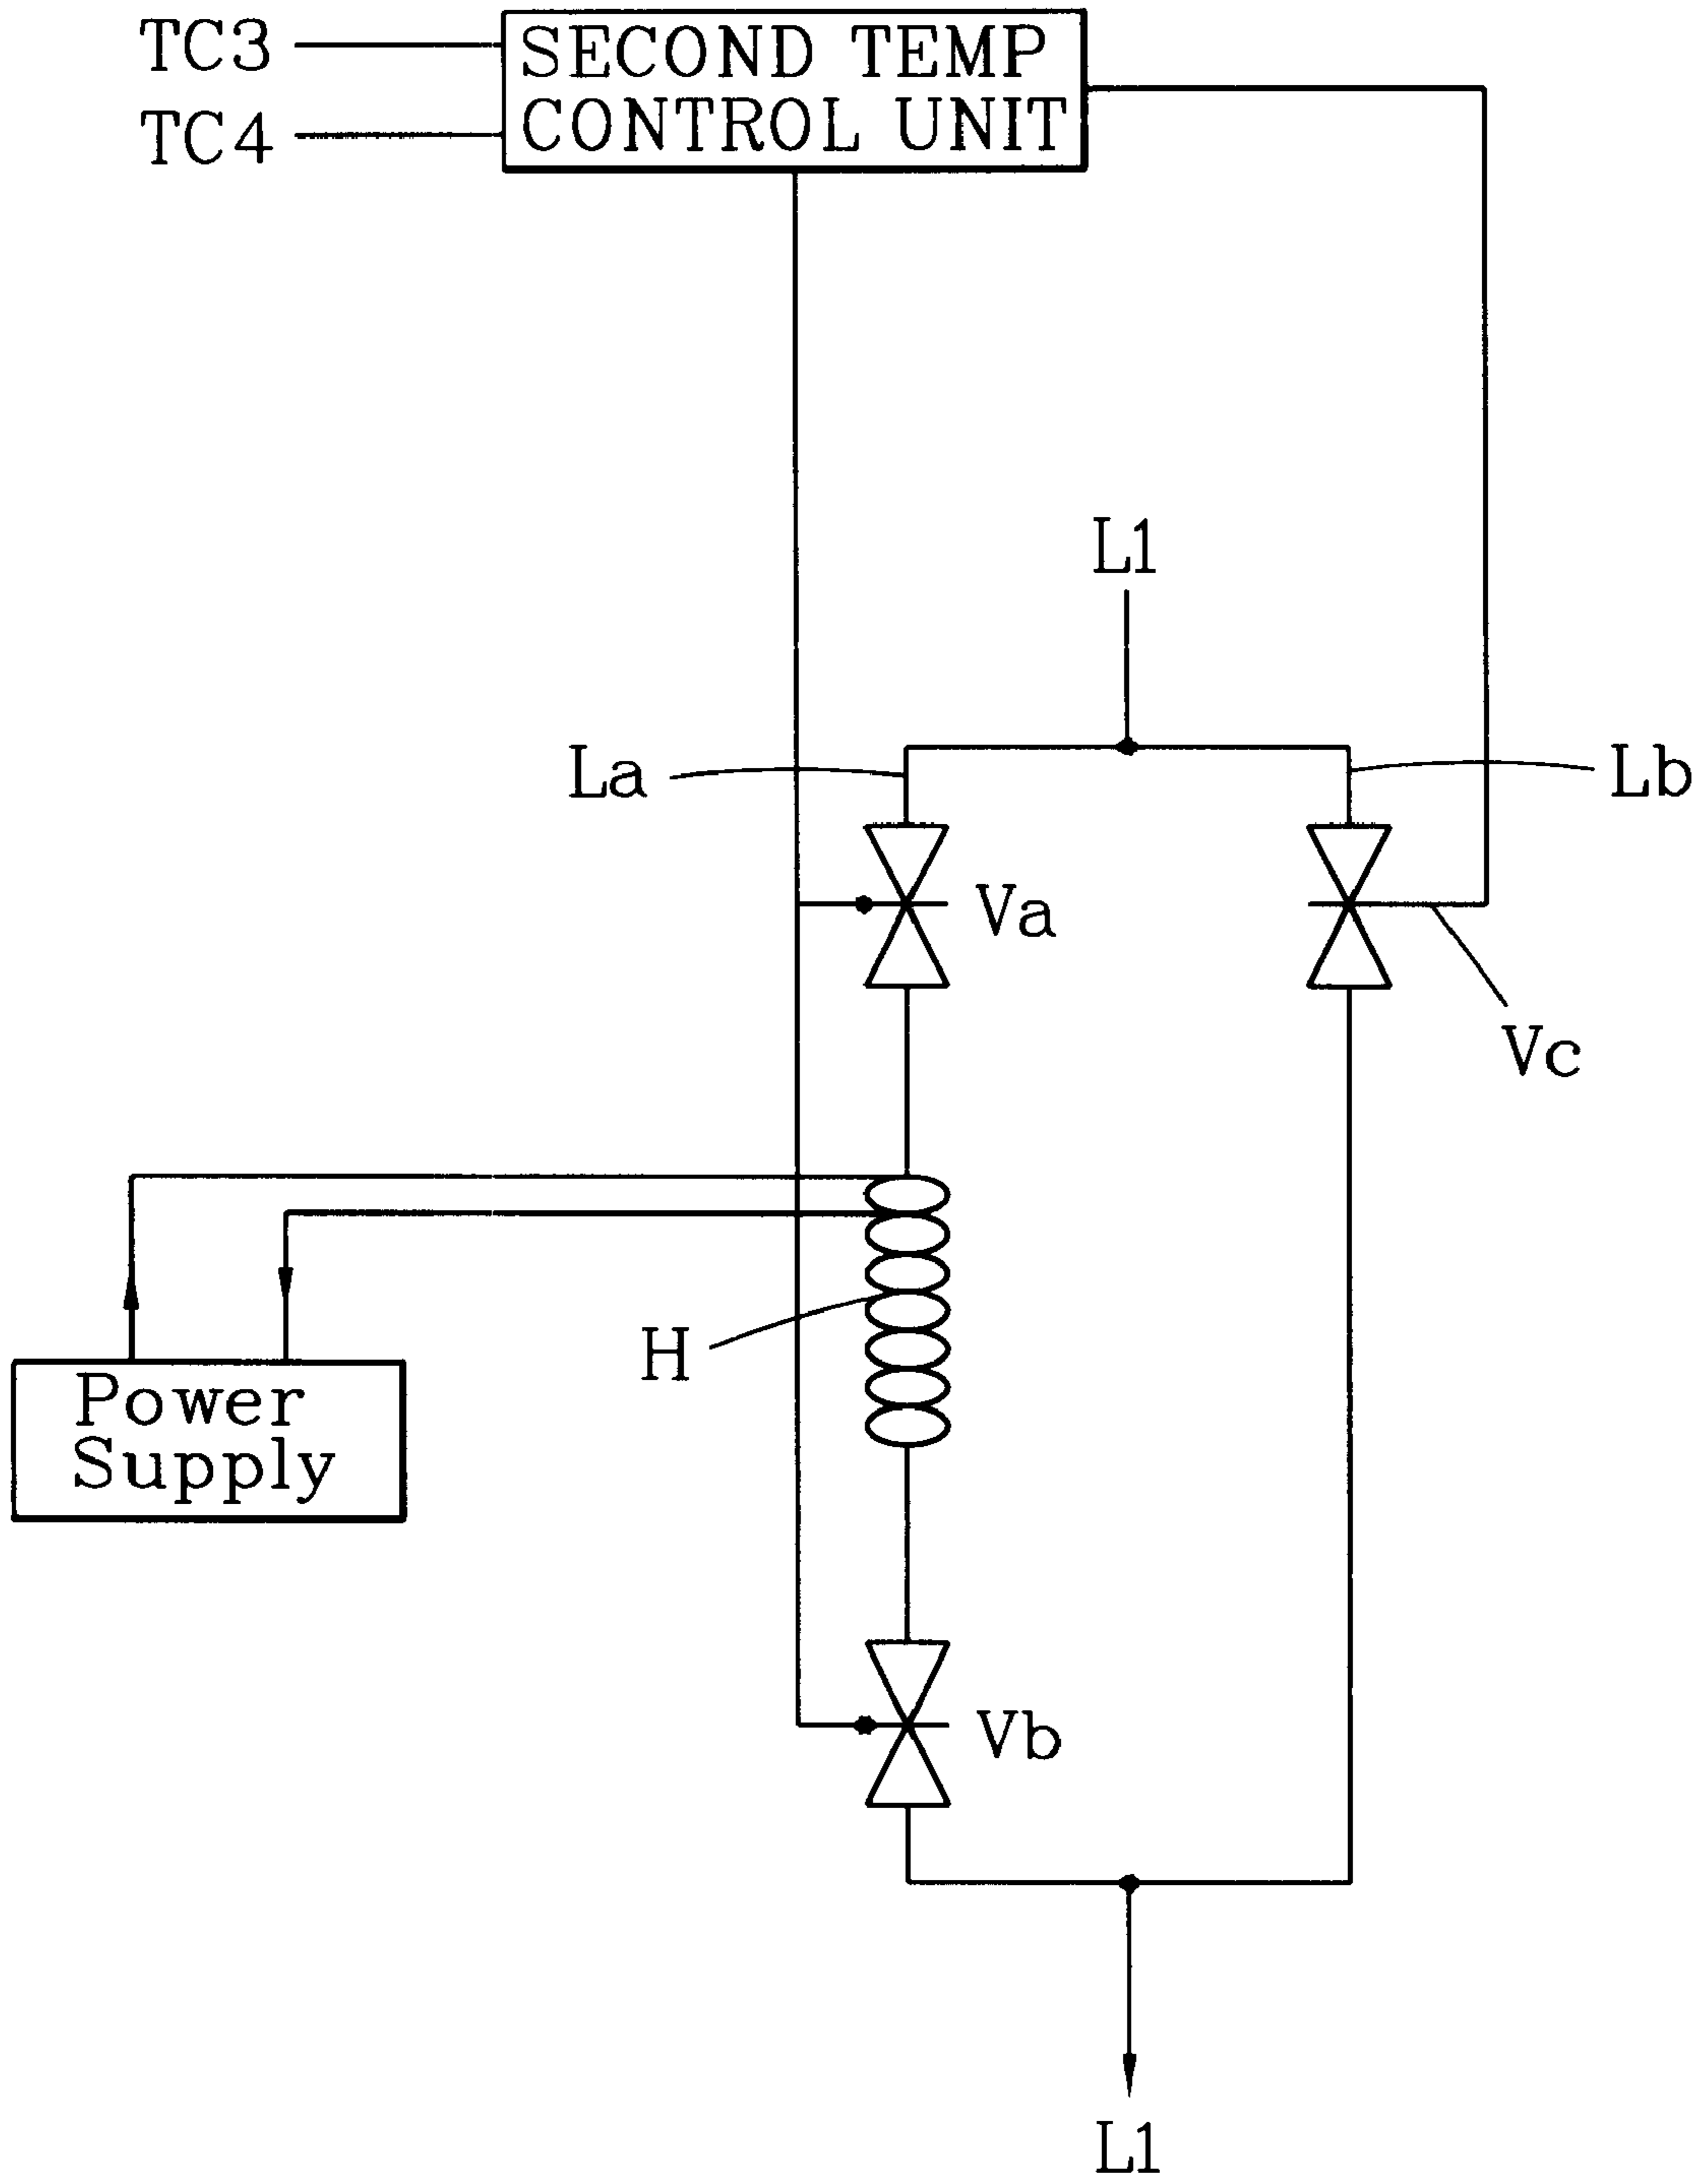 TC3
SECOND TEMP
CONTROL UNIT
TC4
L1
La
Lb
Va
Vc
H
Power
Supply
Vb
L1